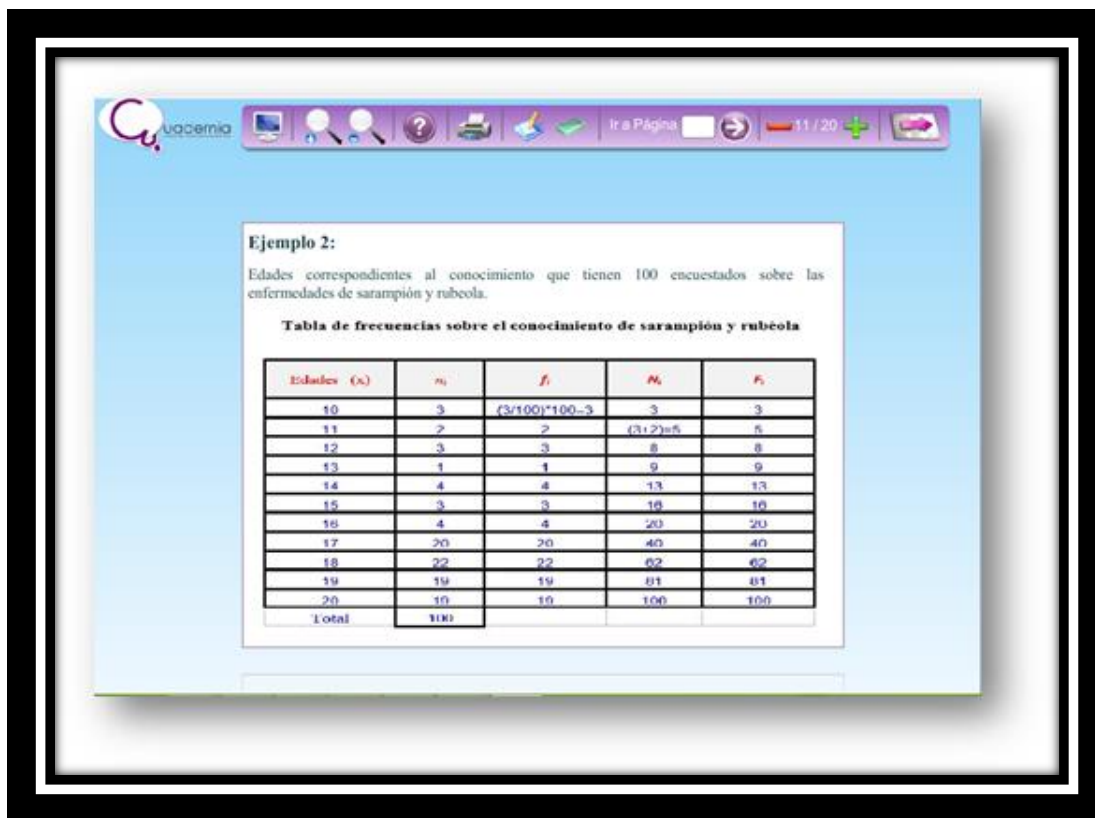 Cuadernia
Ir a Página
11 / 20
Ejemplo 2:
Edades correspondientes al conocimiento que tienen 100 encuestados sobre las
enfermedades de sarampión y rubeola.
Tabla de frecuencias sobre el conocimiento de sarampión y rubéola
Edades (xᵢ) nᵢ fᵢ Nᵢ Fᵢ
10 3 (3/100)*100=3 3 3
11 2 2 (3+2)=5 5
12 3 3 8 8
13 1 1 9 9
14 4 4 13 13
15 3 3 16 16
16 4 4 20 20
17 20 20 40 40
18 22 22 62 62
19 19 19 81 81
20 19 19 100 100
Total 100